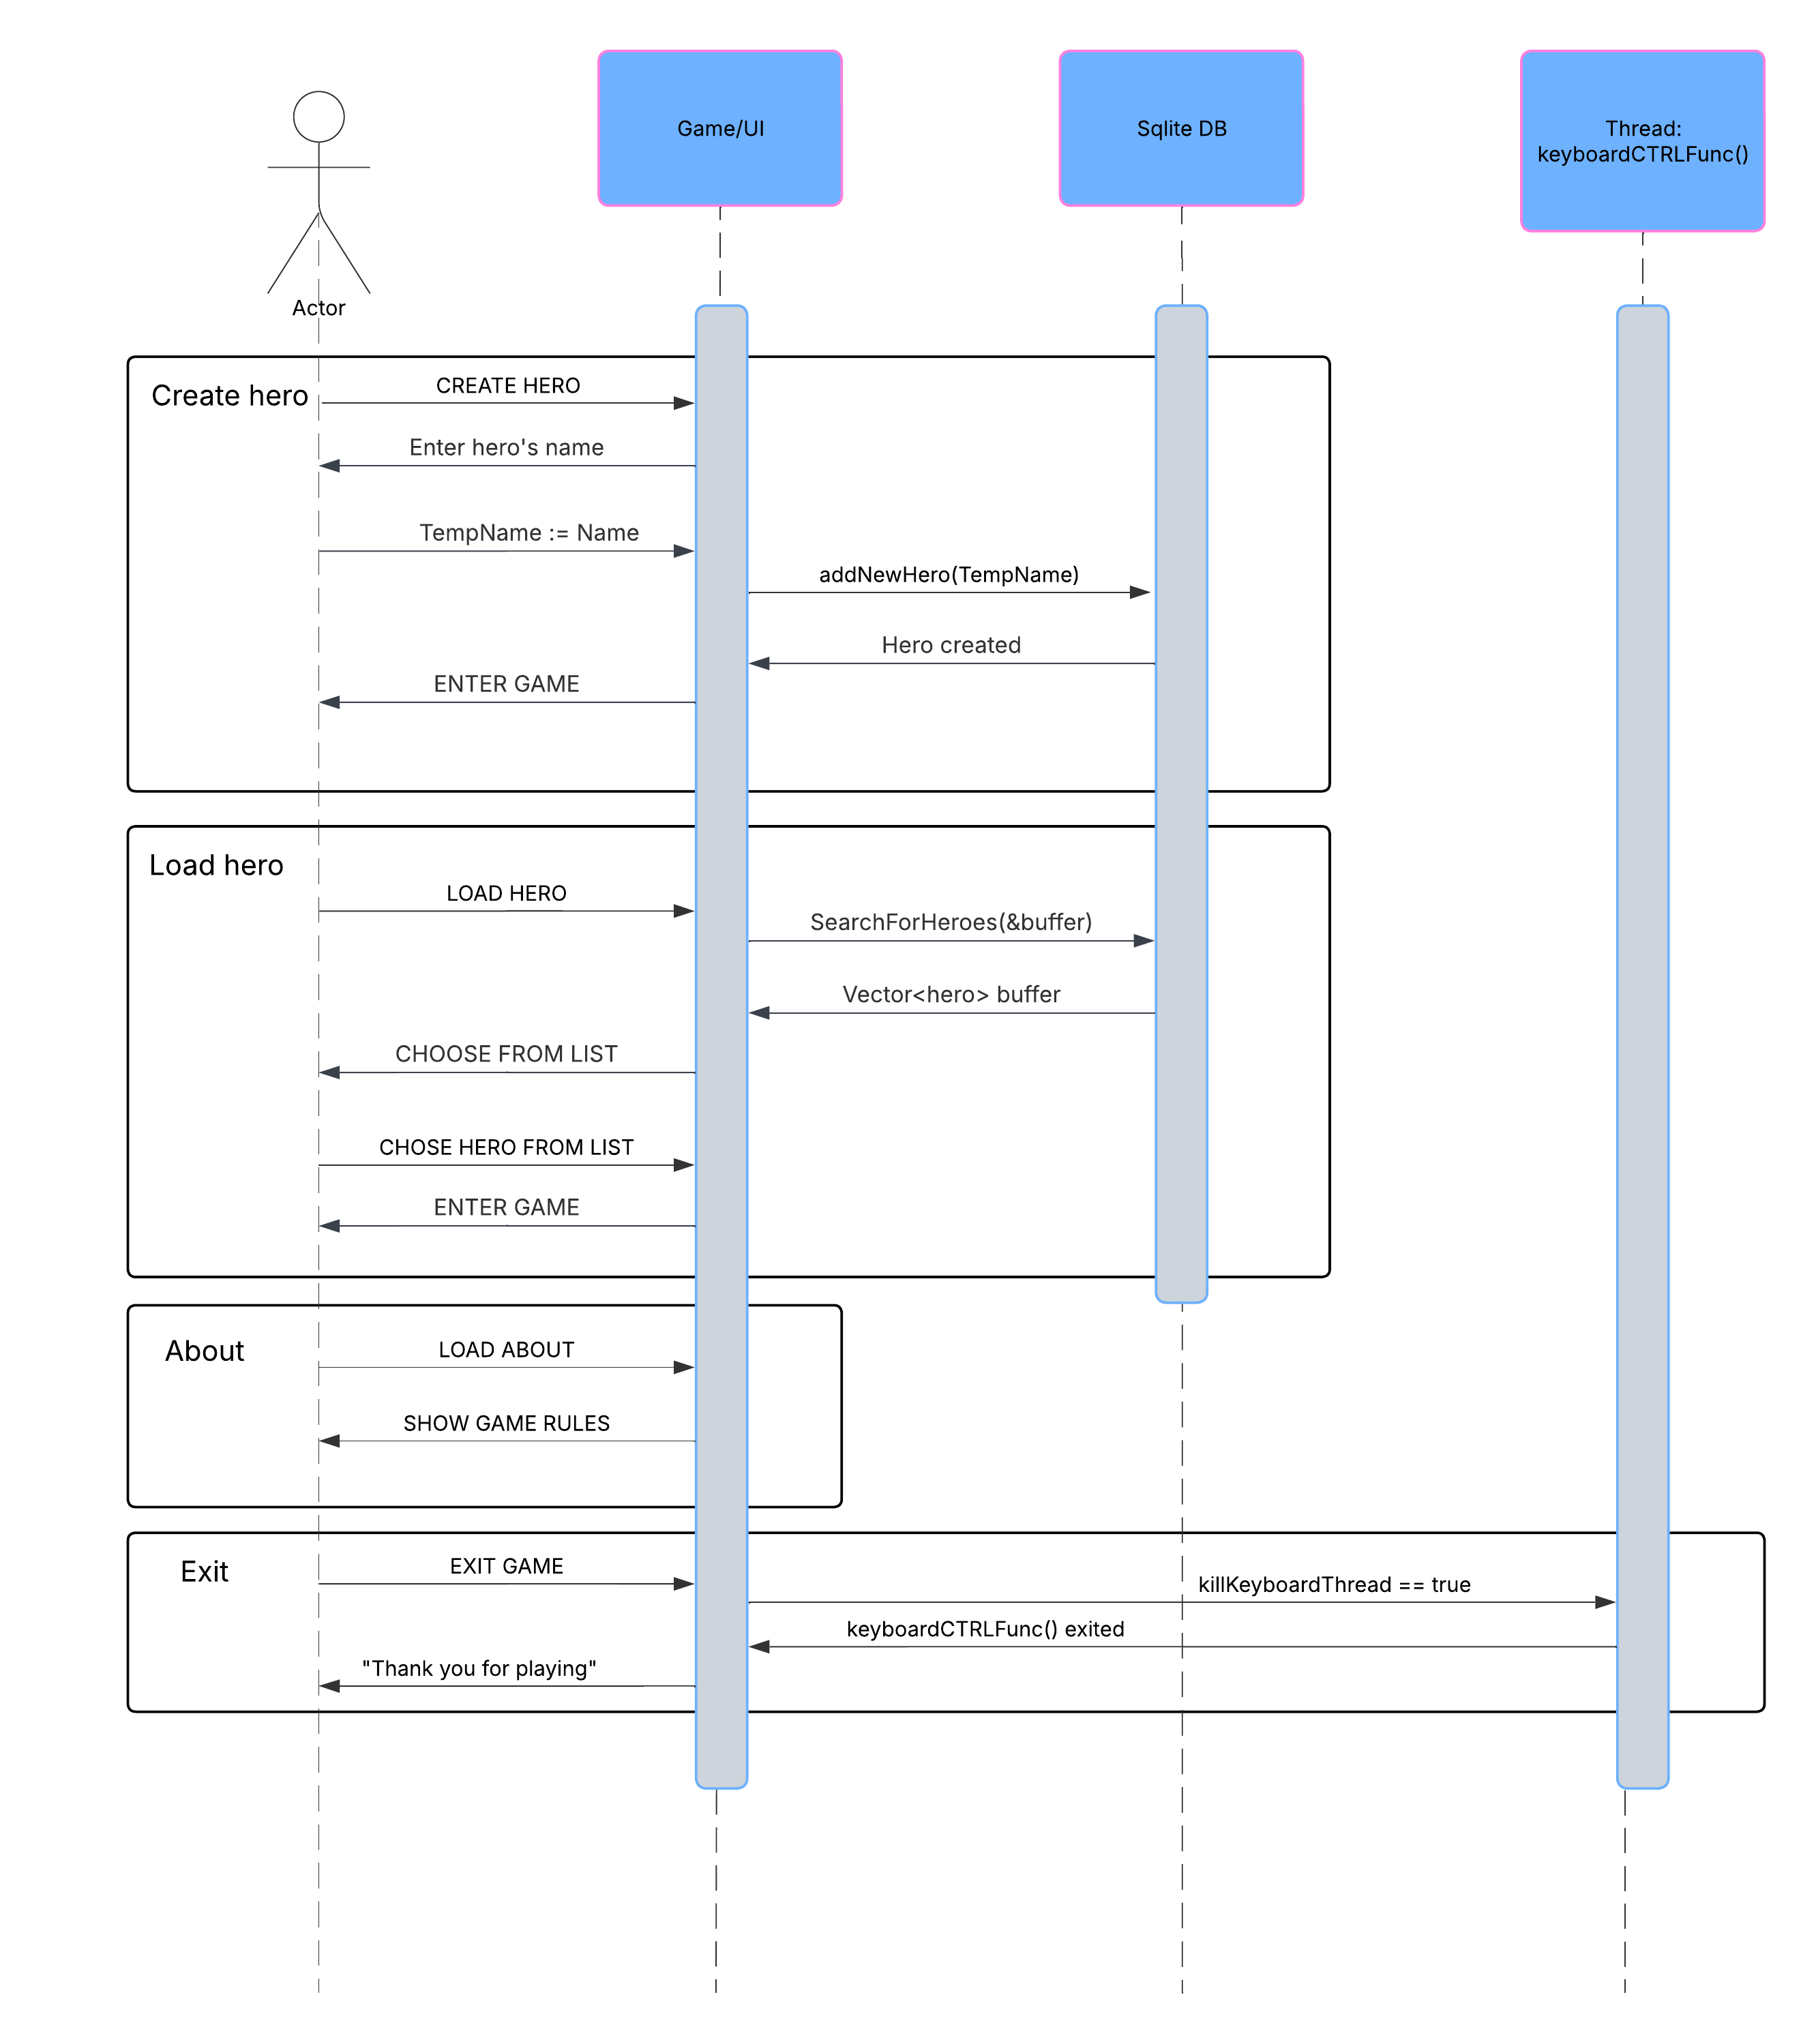 Game/UI
Sqlite DB
Thread:
keyboardCTRLFunc()
Actor
Create hero
CREATE HERO
Enter hero's name
TempName := Name
addNewHero(TempName)
Hero created
ENTER GAME
Load hero
LOAD HERO
SearchForHeroes(&buffer)
Vector<hero> buffer
CHOOSE FROM LIST
CHOSE HERO FROM LIST
ENTER GAME
About
LOAD ABOUT
SHOW GAME RULES
Exit
EXIT GAME
killKeyboardThread == true
keyboardCTRLFunc() exited
"Thank you for playing"